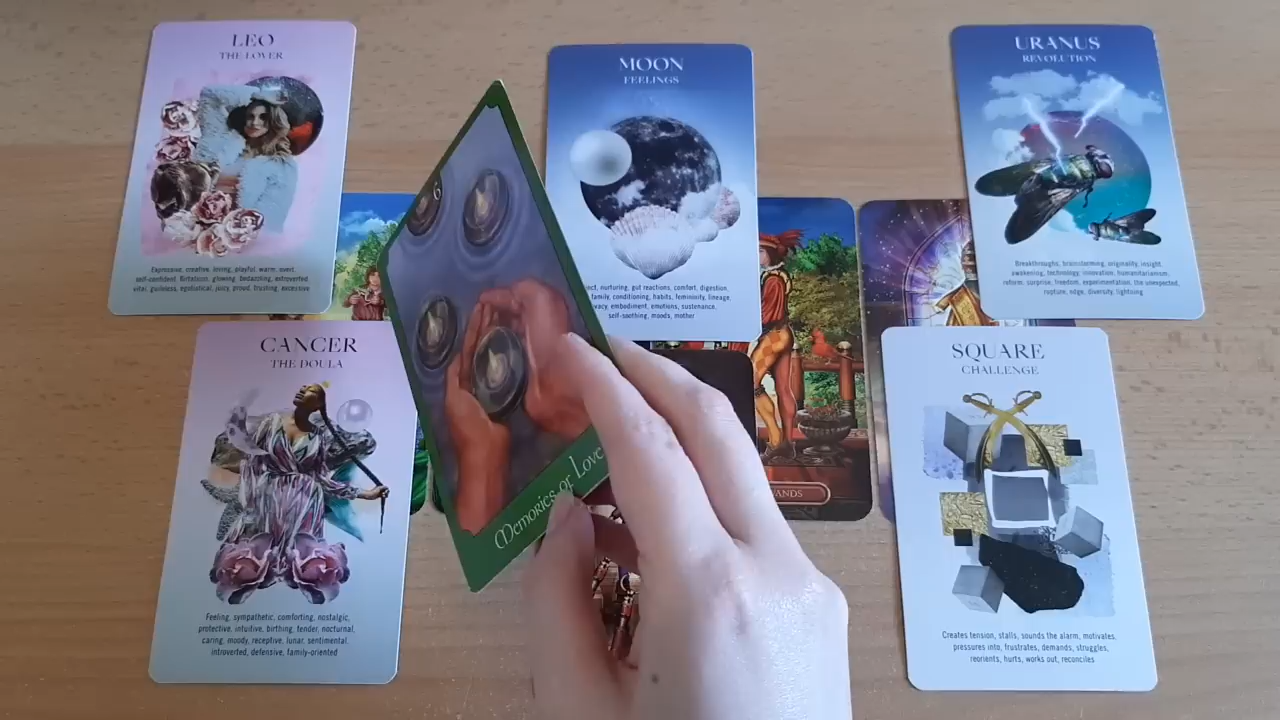 LEO
THE LOVER
Expressive, creative, loving, playful, warm, overt,
self-confident, flirtatious, glowing, bedazzling, extroverted,
vital, guileless, egotistical, juicy, proud, trusting, excessive
MOON
FEELINGS
nurturing, gut reactions, comfort, digestion,
family, conditioning, habits, femininity, lineage,
embodiment, emotions, sustenance,
self-soothing, moods, mother
URANUS
REVOLUTION
Breakthroughs, brainstorming, originality, insight,
awakening, technology, innovation, humanitarianism,
reform, surprise, freedom, experimentation, the unexpected,
rupture, edge, diversity, lightning
6
Memories of Love
CANCER
THE DOULA
Feeling, sympathetic, comforting, nostalgic,
protective, intuitive, birthing, tender, nocturnal,
caring, moody, receptive, lunar, sentimental,
introverted, defensive, family-oriented
SQUARE
CHALLENGE
Creates tension, stalls, sounds the alarm, motivates,
pressures into, frustrates, demands, struggles,
reorients, hurts, works out, reconciles